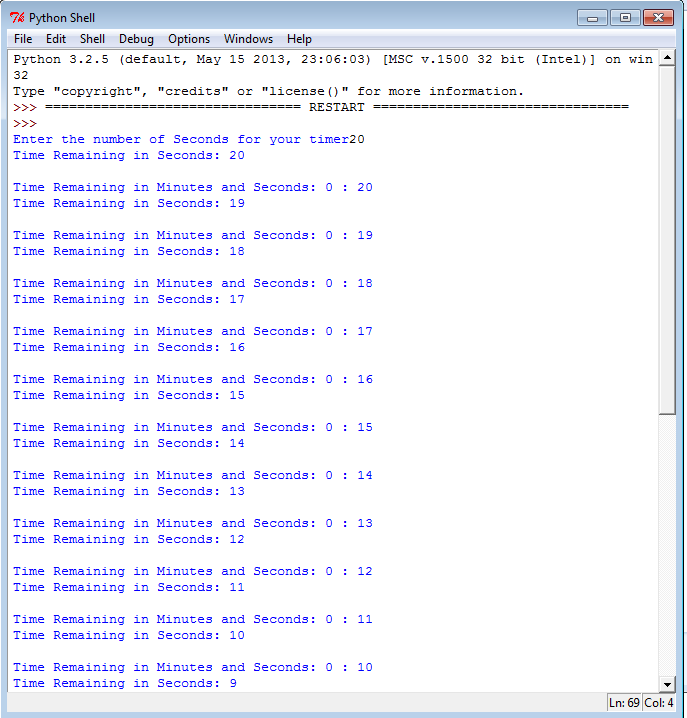 Python Shell
File Edit Shell Debug Options Windows Help
Python 3.2.5 (default, May 15 2013, 23:06:03) [MSC v.1500 32 bit (Intel)] on win
32
Type "copyright", "credits" or "license()" for more information.
>>> ================================ RESTART ================================
>>>
Enter the number of Seconds for your timer20
Time Remaining in Seconds: 20
Time Remaining in Minutes and Seconds: 0 : 20
Time Remaining in Seconds: 19
Time Remaining in Minutes and Seconds: 0 : 19
Time Remaining in Seconds: 18
Time Remaining in Minutes and Seconds: 0 : 18
Time Remaining in Seconds: 17
Time Remaining in Minutes and Seconds: 0 : 17
Time Remaining in Seconds: 16
Time Remaining in Minutes and Seconds: 0 : 16
Time Remaining in Seconds: 15
Time Remaining in Minutes and Seconds: 0 : 15
Time Remaining in Seconds: 14
Time Remaining in Minutes and Seconds: 0 : 14
Time Remaining in Seconds: 13
Time Remaining in Minutes and Seconds: 0 : 13
Time Remaining in Seconds: 12
Time Remaining in Minutes and Seconds: 0 : 12
Time Remaining in Seconds: 11
Time Remaining in Minutes and Seconds: 0 : 11
Time Remaining in Seconds: 10
Time Remaining in Minutes and Seconds: 0 : 10
Time Remaining in Seconds: 9
Ln: 69 Col: 4